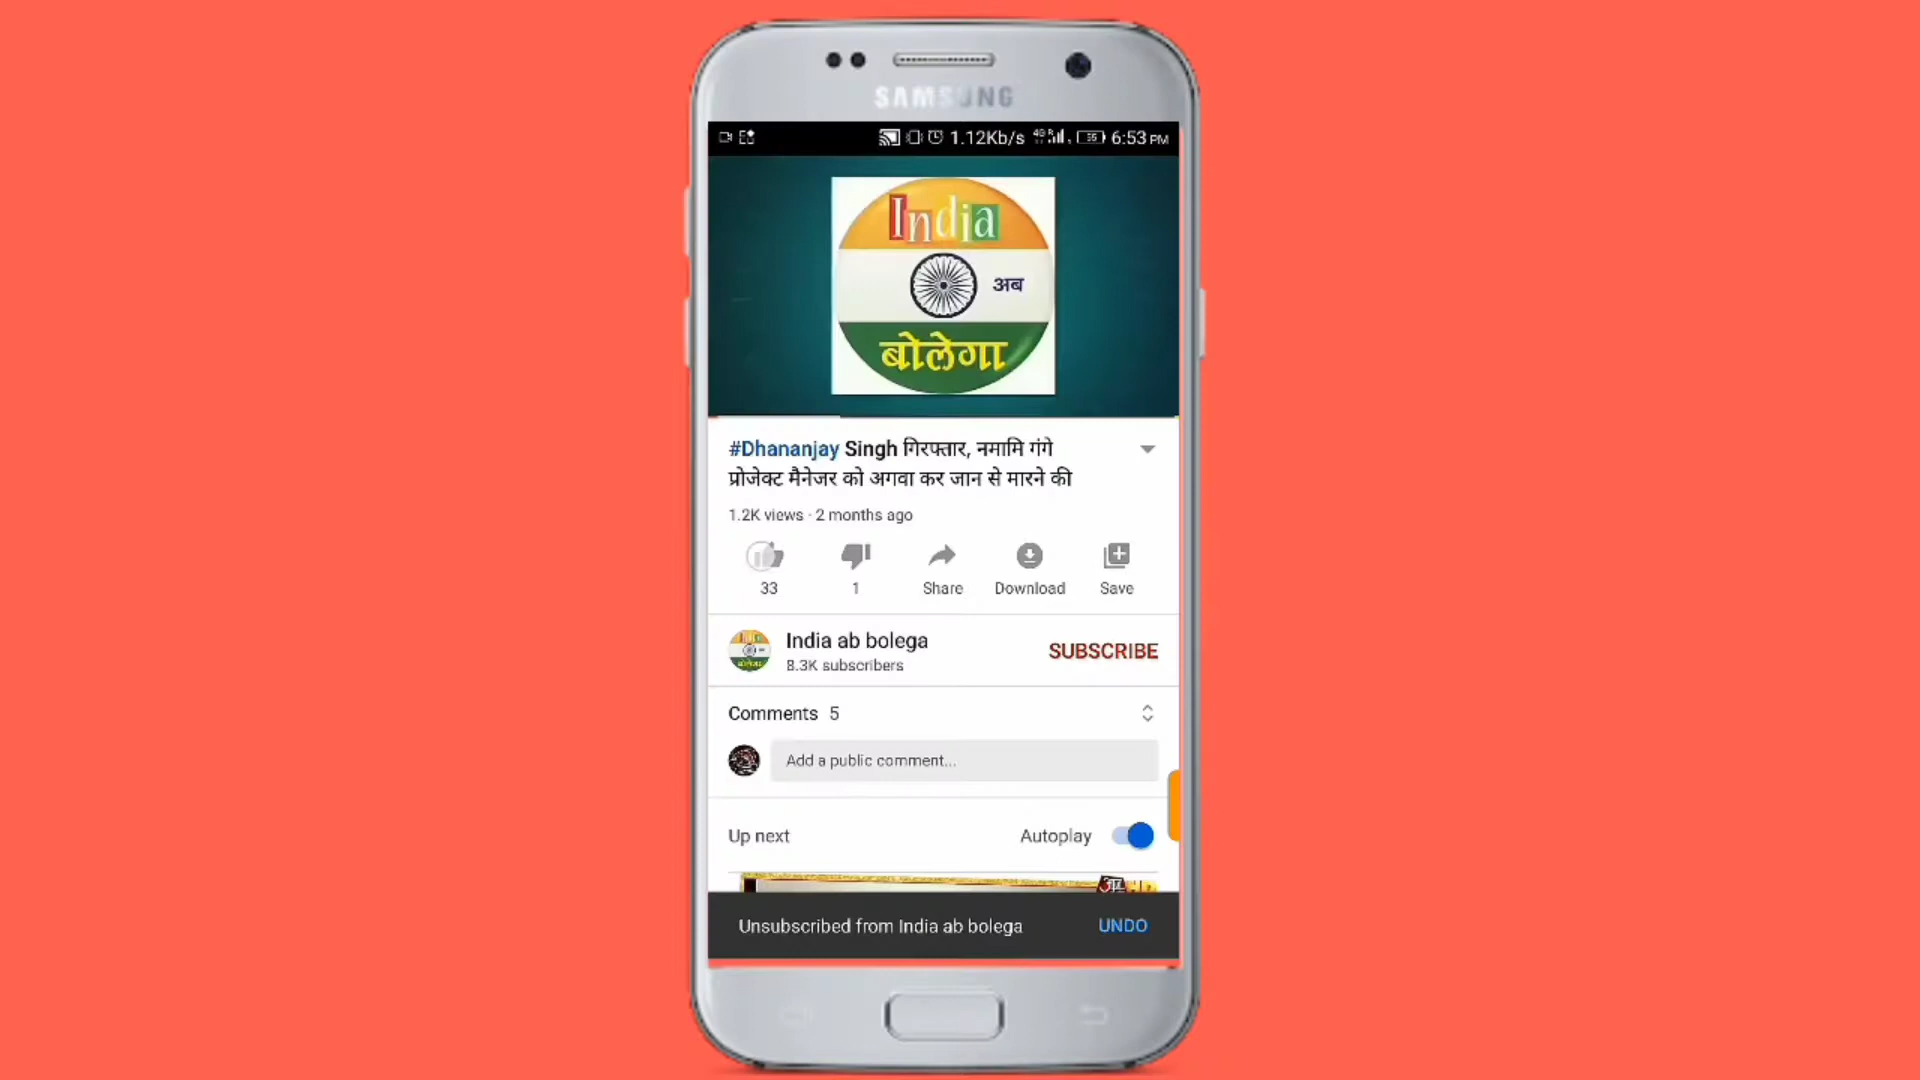 SAMSUNG
1.12Kb/s 4G R 55 6:53 PM
India
अब
बोलेगा
#Dhananjay Singh गिरफ्तार, नमामि गंगे
प्रोजेक्ट मैनेजर को अगवा कर जान से मारने की
1.2K views · 2 months ago
33 1 Share Download Save
India ab bolega
8.3K subscribers
SUBSCRIBE
Comments 5
Add a public comment...
Up next
Autoplay
Unsubscribed from India ab bolega UNDO